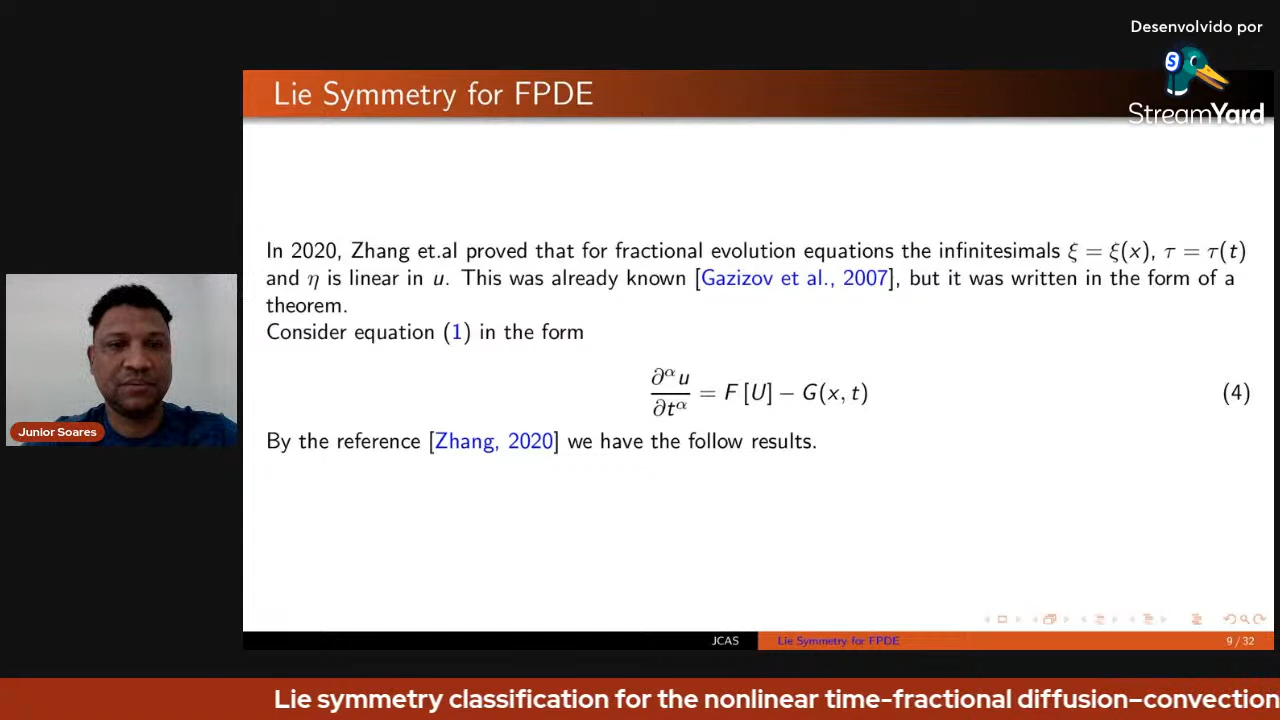 Desenvolvido por
StreamYard
Lie Symmetry for FPDE
In 2020, Zhang et.al proved that for fractional evolution equations the infinitesimals ξ = ξ(x), τ = τ(t)
and η is linear in u. This was already known [Gazizov et al., 2007], but it was written in the form of a
theorem.
Consider equation (1) in the form
∂^α u / ∂t^α = F [U] − G(x, t) (4)
By the reference [Zhang, 2020] we have the follow results.
Junior Soares
JCAS Lie Symmetry for FPDE 9 / 32
Lie symmetry classification for the nonlinear time-fractional diffusion–convection